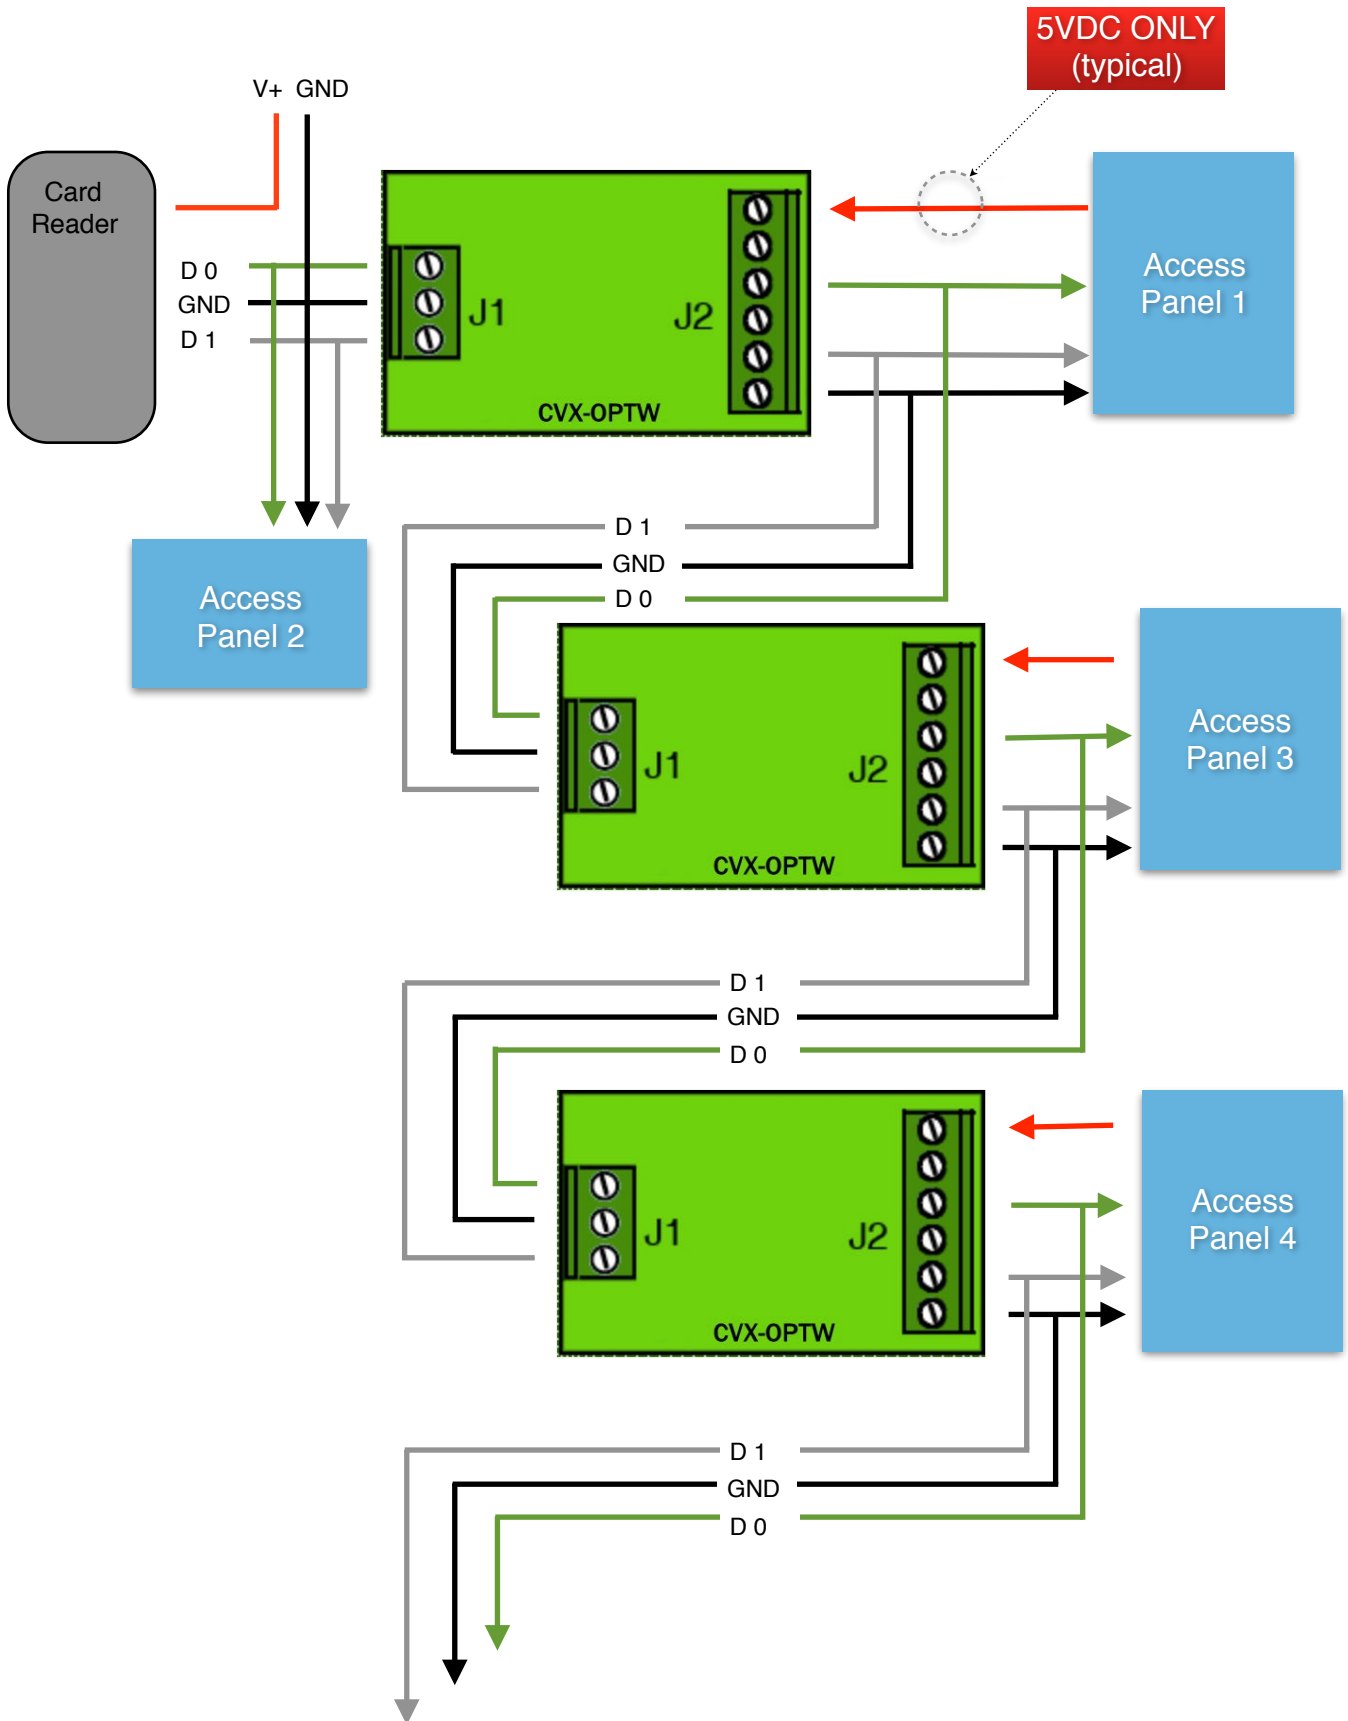 5VDC ONLY
(typical)
V+ GND
Card
Reader
D 0
GND
D 1
J1
J2
CVX-OPTW
Access
Panel 1
Access
Panel 2
D 1
GND
D 0
J1
J2
CVX-OPTW
Access
Panel 3
D 1
GND
D 0
J1
J2
CVX-OPTW
Access
Panel 4
D 1
GND
D 0